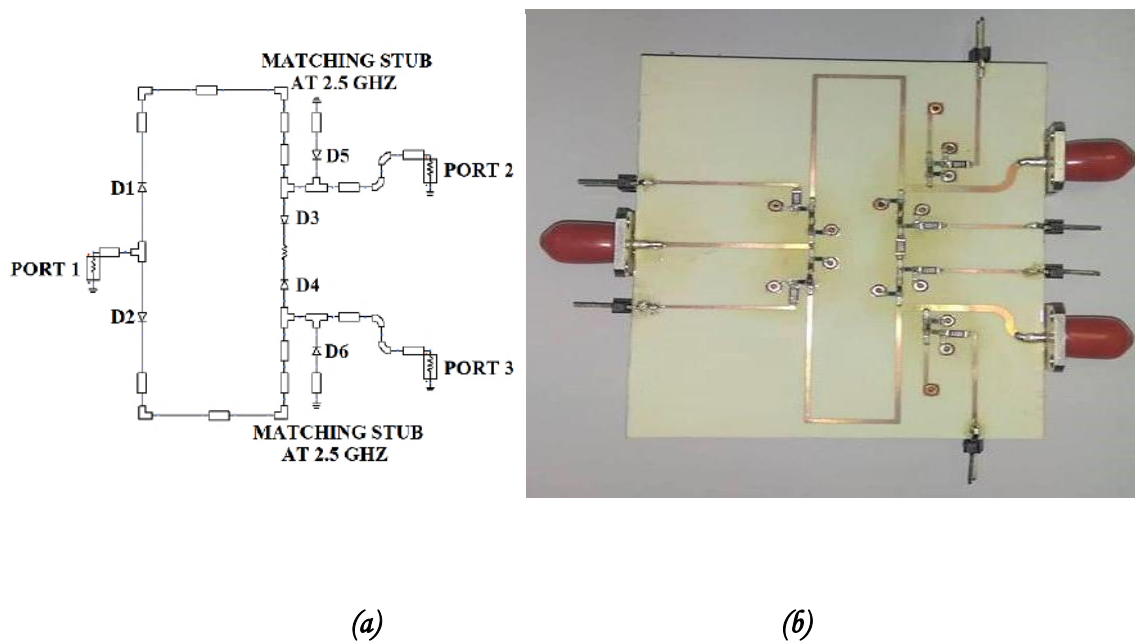 MATCHING STUB
AT 2.5 GHZ
D5
PORT 2
D1
D3
PORT 1
D4
D2
D6
PORT 3
MATCHING STUB
AT 2.5 GHZ
(a)
(b)